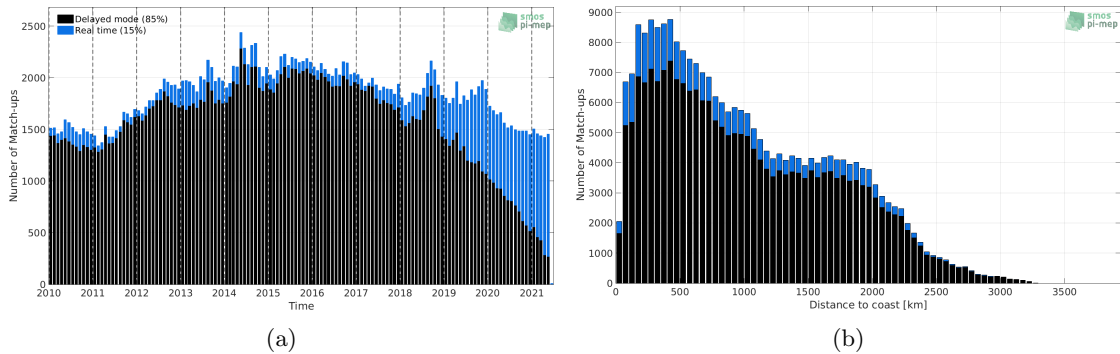 Delayed mode (85%)
Real time (15%)
smos
pi-mep
Number of Match-ups
2500
2000
1500
1000
500
0
2010 2011 2012 2013 2014 2015 2016 2017 2018 2019 2020 2021
Time
(a)
smos
pi-mep
Number of Match-ups
9000
8000
7000
6000
5000
4000
3000
2000
1000
0
0 500 1000 1500 2000 2500 3000 3500
Distance to coast [km]
(b)